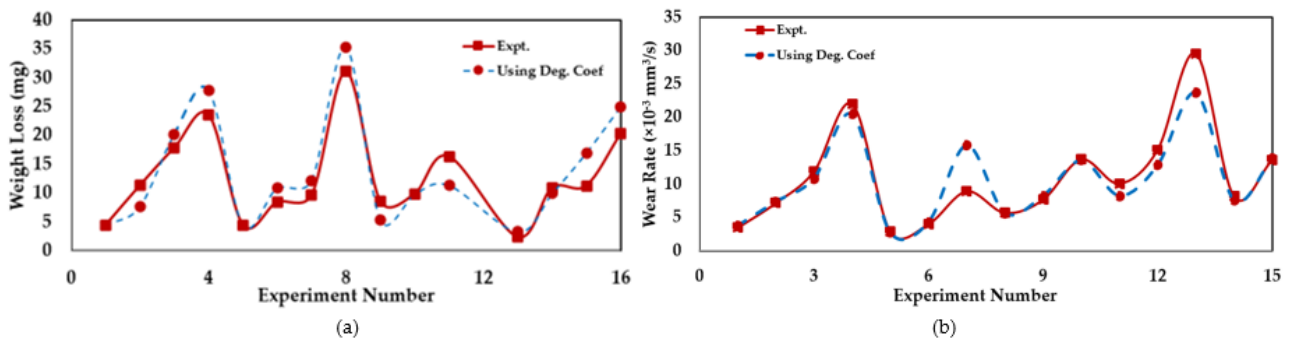 40
35
30
25
20
15
10
5
0
Weight Loss (mg)
Expt.
Using Deg. Coef
0 4 8 12 16
Experiment Number
(a)
35
30
25
20
15
10
5
0
Wear Rate (×10⁻³ mm³/s)
Expt.
Using Deg. Coef
0 3 6 9 12 15
Experiment Number
(b)